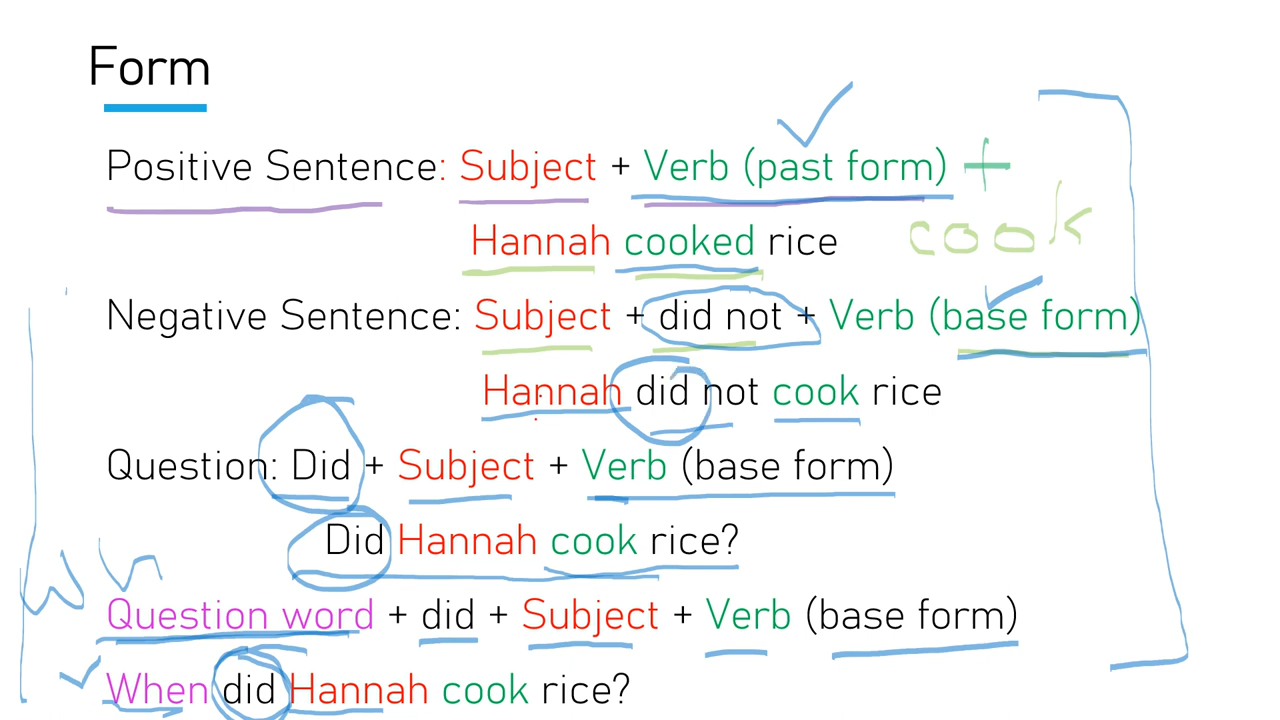 Form
Positive Sentence: Subject + Verb (past form) +
Hannah cooked rice cook
Negative Sentence: Subject + did not + Verb (base form)
Hannah did not cook rice
Question: Did + Subject + Verb (base form)
Did Hannah cook rice?
Wh
Question word + did + Subject + Verb (base form)
When did Hannah cook rice?